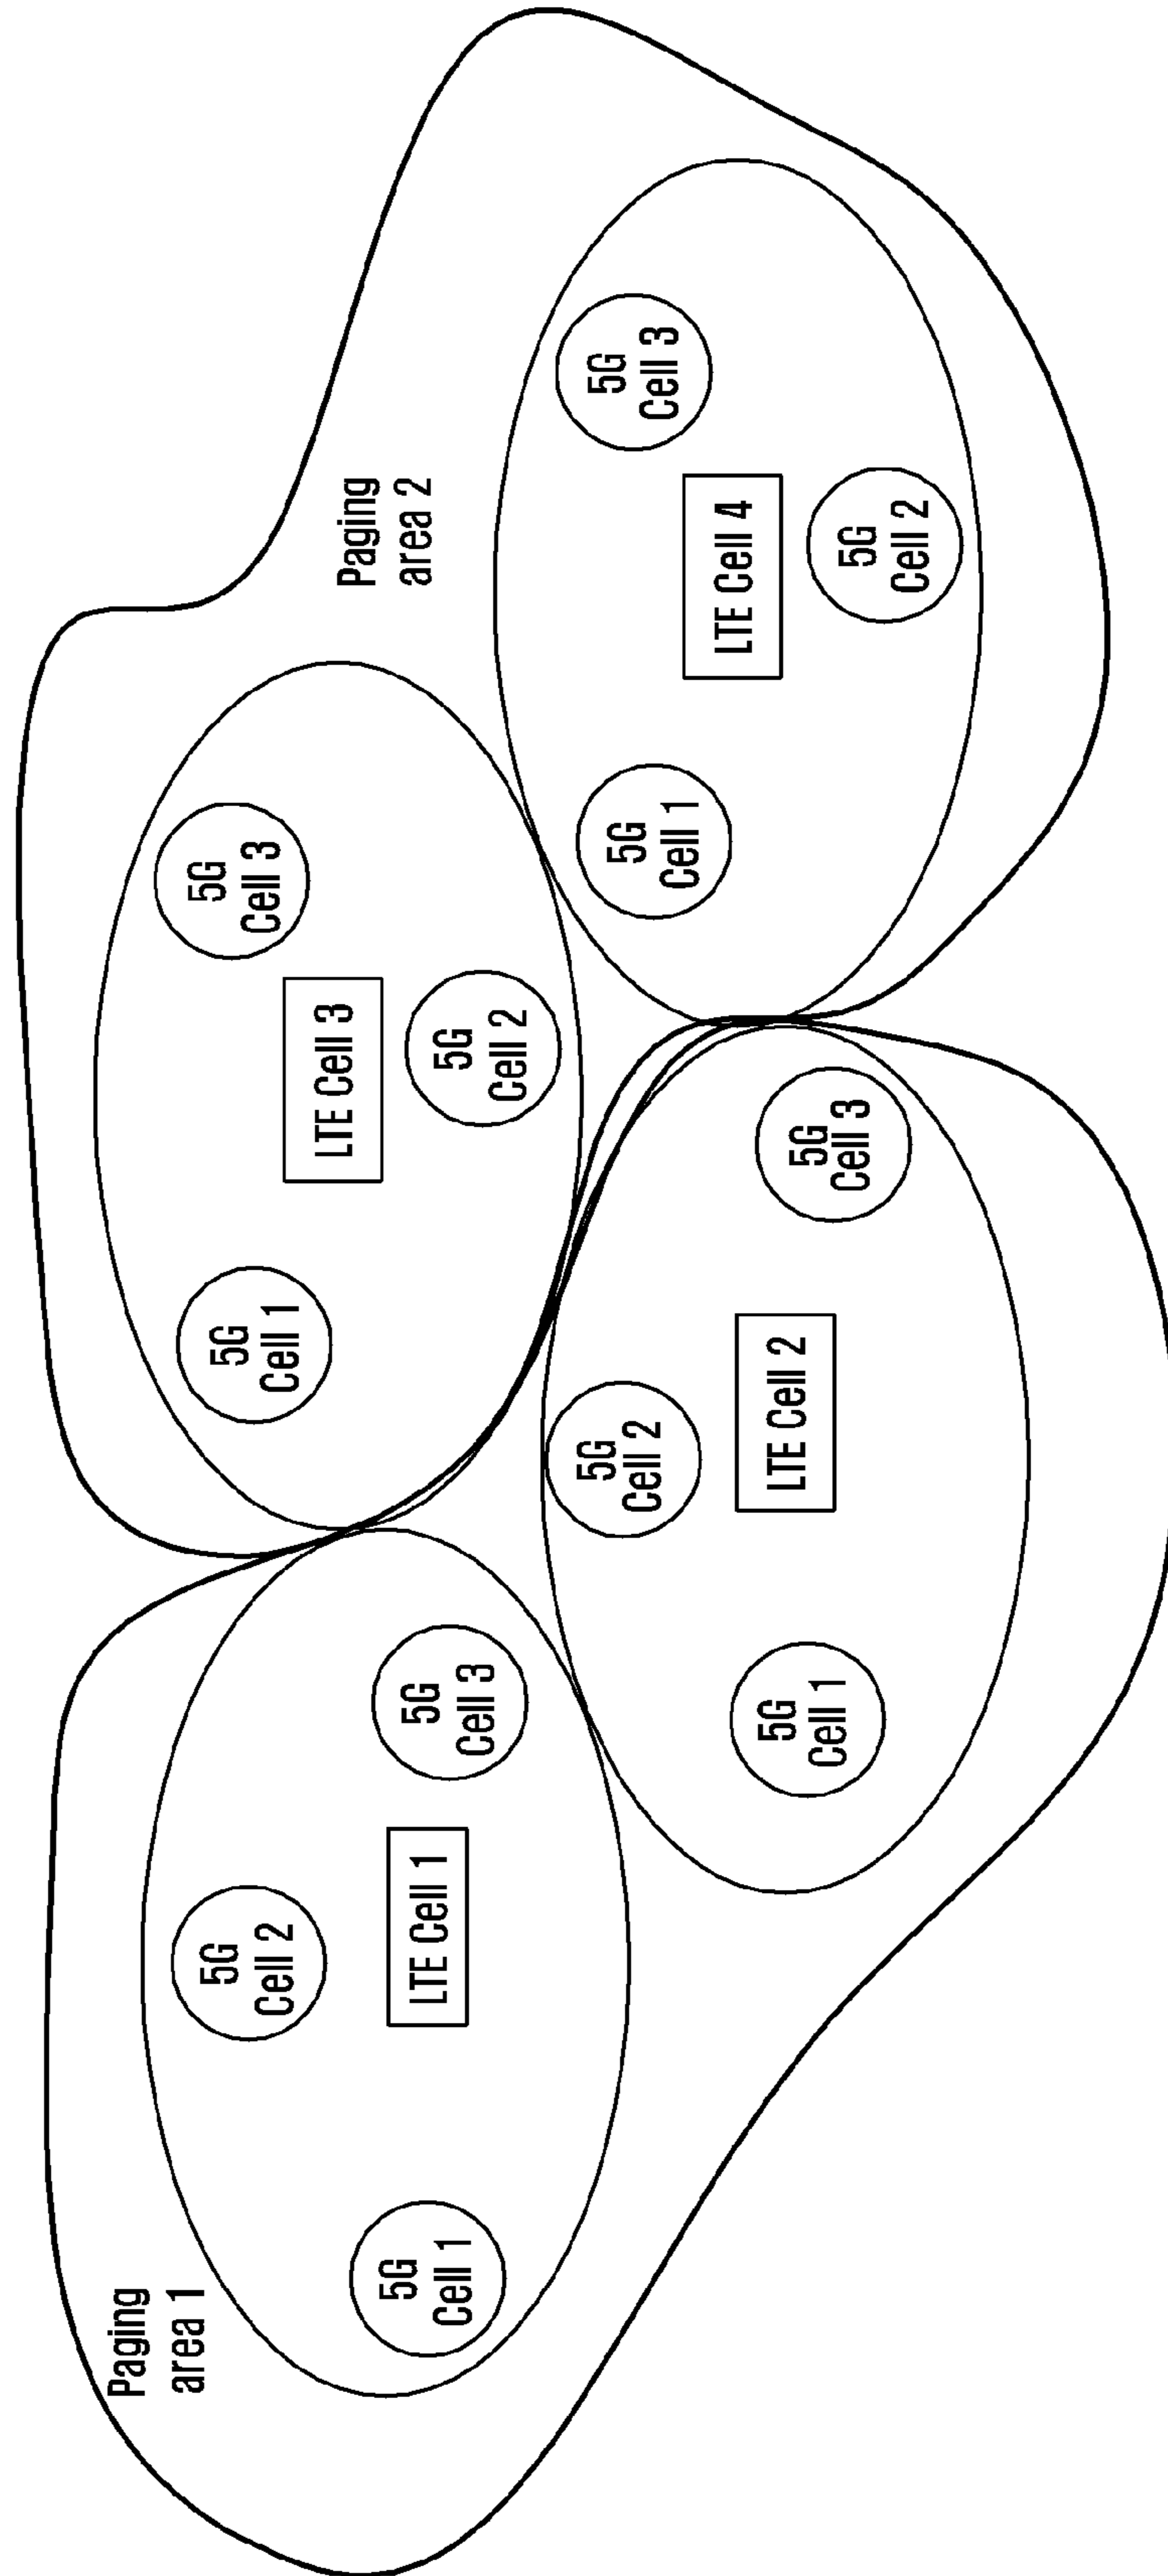 Paging
area 1
5G
Cell 1
5G
Cell 2
5G
Cell 3
LTE Cell 1
5G
Cell 1
5G
Cell 2
5G
Cell 3
LTE Cell 2
Paging
area 2
5G
Cell 1
5G
Cell 2
5G
Cell 3
LTE Cell 3
5G
Cell 1
5G
Cell 2
5G
Cell 3
LTE Cell 4